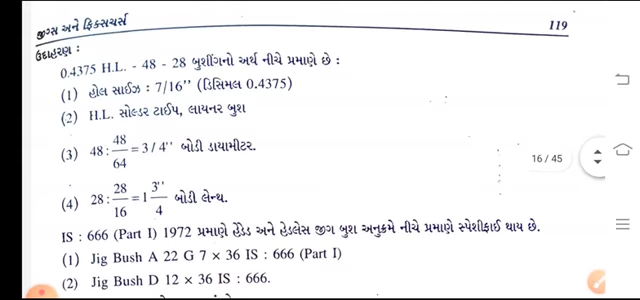 જીગ્સ અને ફિક્સચર્સ 119
ઉદાહરણ :
0.4375 H.L. - 48 - 28 બુશીંગનો અર્થ નીચે પ્રમાણે છે :
(1) હોલ સાઈઝ : 7/16'' (ડિસિમલ 0.4375)
(2) H.L. સોલ્ડર ટાઈપ, લાયનર બુશ
(3) 48 : 48/64 = 3 / 4'' બોડી ડાયામીટર.
16 / 45
(4) 28 : 28/16 = 1 3''/4 બોડી લેન્થ.
IS : 666 (Part I) 1972 પ્રમાણે હેડેડ અને હેડલેસ જીગ બુશ અનુક્રમે નીચે પ્રમાણે સ્પેશીફાઈ થાય છે.
(1) Jig Bush A 22 G 7 × 36 IS : 666 (Part I)
(2) Jig Bush D 12 × 36 IS : 666.